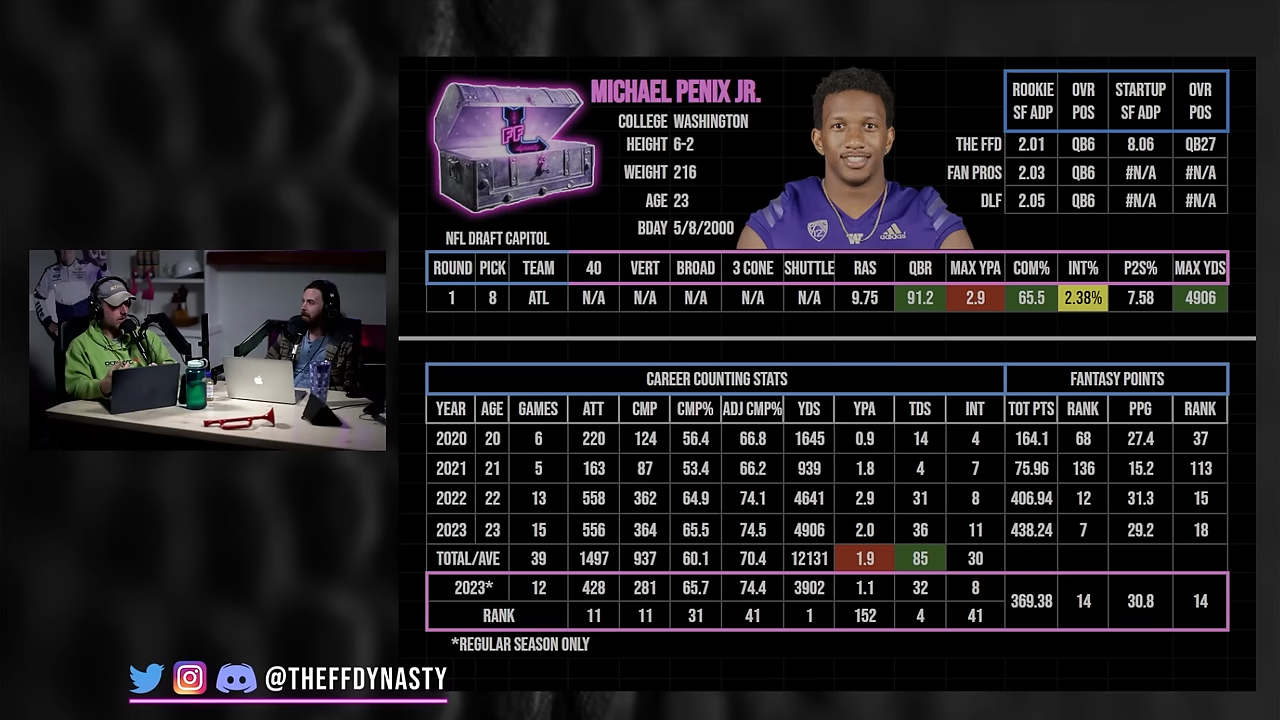 MICHAEL PENIX JR.
COLLEGE WASHINGTON
HEIGHT 6-2
WEIGHT 216
AGE 23
BDAY 5/8/2000
FF
ROOKIE SF ADP OVR POS STARTUP SF ADP OVR POS
THE FFD 2.01 QB6 8.06 QB27
FAN PROS 2.03 QB6 #N/A #N/A
DLF 2.05 QB6 #N/A #N/A
NFL DRAFT CAPITOL
ROUND PICK TEAM 40 VERT BROAD 3 CONE SHUTTLE RAS QBR MAX YPA COM% INT% P2S% MAX YDS
1 8 ATL N/A N/A N/A N/A N/A 9.75 91.2 2.9 65.5 2.38% 7.58 4906
CAREER COUNTING STATS FANTASY POINTS
YEAR AGE GAMES ATT CMP CMP% ADJ CMP% YDS YPA TDS INT TOT PTS RANK PPG RANK
2020 20 6 220 124 56.4 66.8 1645 0.9 14 4 164.1 68 27.4 37
2021 21 5 163 87 53.4 66.2 939 1.8 4 7 75.96 136 15.2 113
2022 22 13 558 362 64.9 74.1 4641 2.9 31 8 406.94 12 31.3 15
2023 23 15 556 364 65.5 74.5 4906 2.0 36 11 438.24 7 29.2 18
TOTAL/AVE 39 1497 937 60.1 70.4 12131 1.9 85 30
2023* 12 428 281 65.7 74.4 3902 1.1 32 8 369.38 14 30.8 14
RANK 11 11 31 41 1 152 4 41
*REGULAR SEASON ONLY
@THEFFDYNASTY